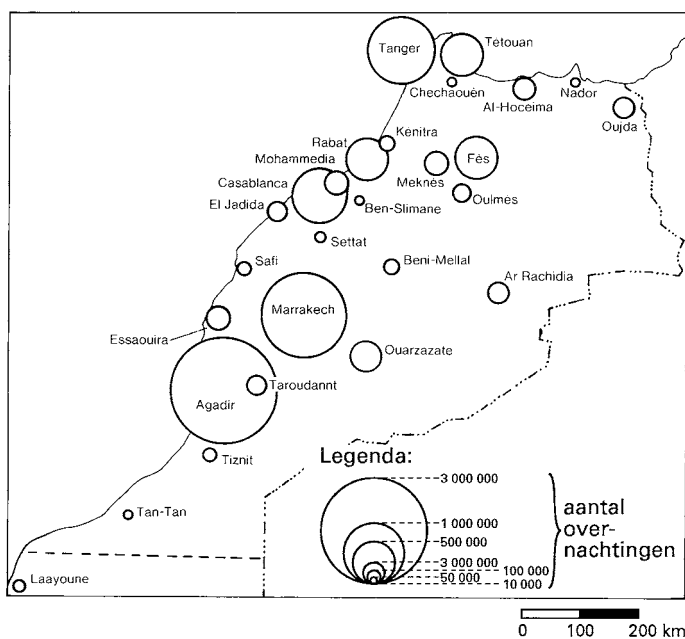 Tanger
Tétouan
Chechaouèn
Al-Hoceima
Nador
Oujda
Kénitra
Rabat
Mohammedia
Fès
Meknès
Casablanca
Oulmès
El Jadida
Ben-Slimane
Settat
Safi
Beni-Mellal
Ar Rachidia
Marrakech
Essaouira
Ouarzazate
Taroudannt
Agadir
Tiznit
Legenda:
3 000 000
1 000 000
500 000
3 000 000
100 000
50 000
10 000
aantal
over-
nachtingen
Tan-Tan
Laayoune
0 100 200 km